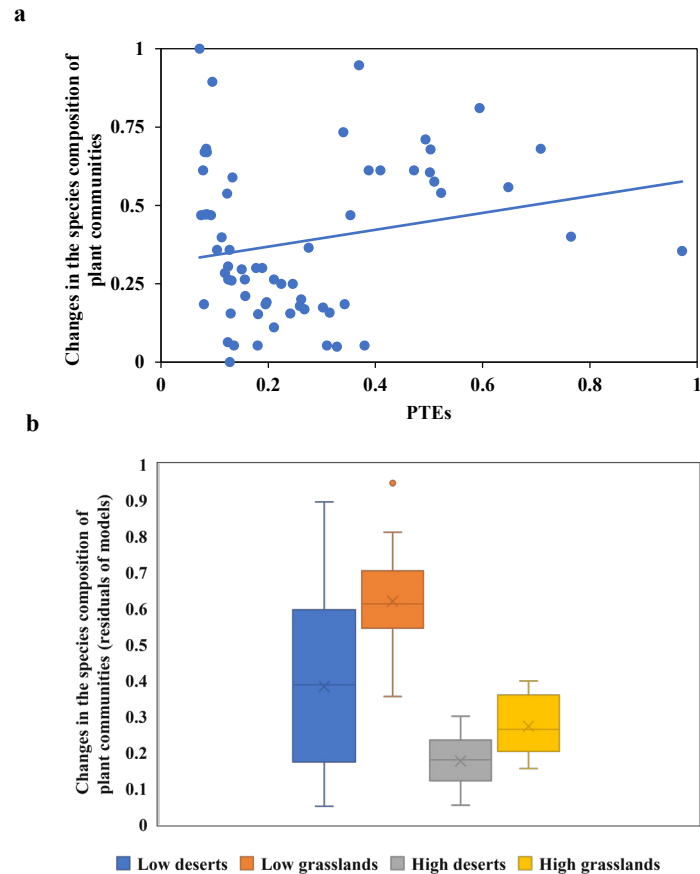 a
Changes in the species composition of
plant communities
1
0.75
0.5
0.25
0
0 0.2 0.4 0.6 0.8 1
PTEs
b
Changes in the species composition of
plant communities (residuals of models)
1
0.9
0.8
0.7
0.6
0.5
0.4
0.3
0.2
0.1
0
Low deserts Low grasslands High deserts High grasslands